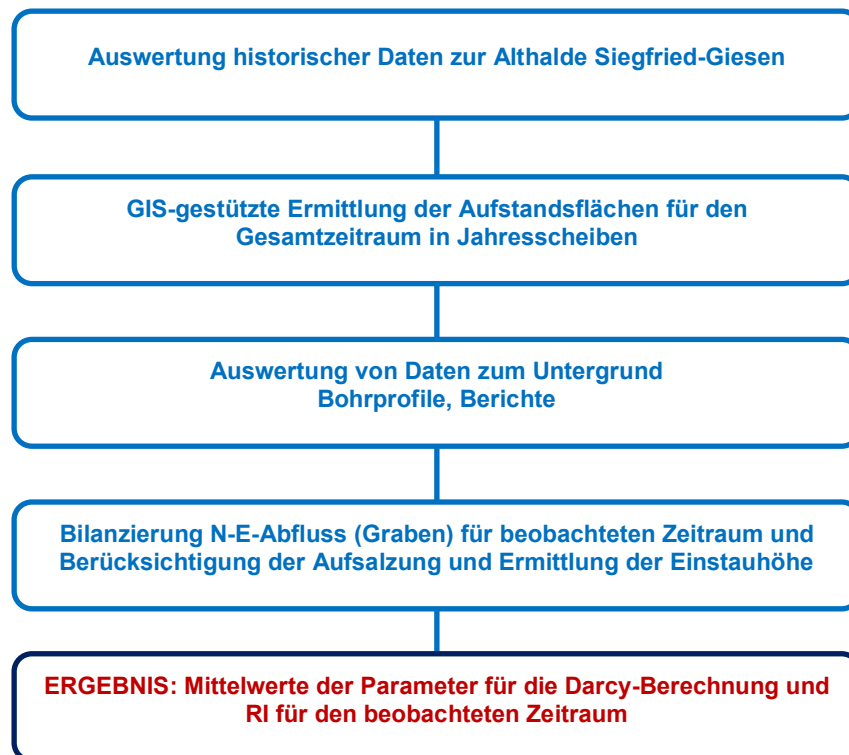 Auswertung historischer Daten zur Althalde Siegfried-Giesen
GIS-gestützte Ermittlung der Aufstandsflächen für den
Gesamtzeitraum in Jahresscheiben
Auswertung von Daten zum Untergrund
Bohrprofile, Berichte
Bilanzierung N-E-Abfluss (Graben) für beobachteten Zeitraum und
Berücksichtigung der Aufsalzung und Ermittlung der Einstauhöhe
ERGEBNIS: Mittelwerte der Parameter für die Darcy-Berechnung und
RI für den beobachteten Zeitraum